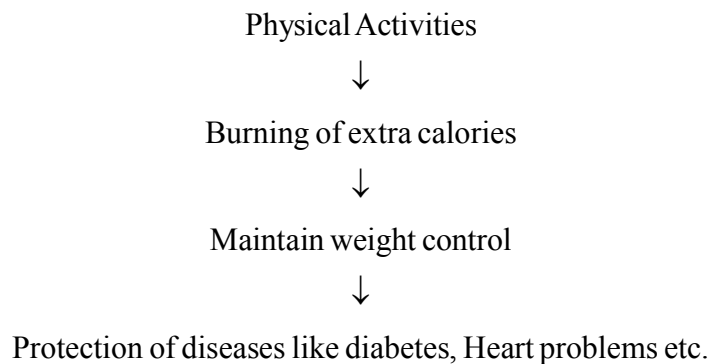 Physical Activities
↓
Burning of extra calories
↓
Maintain weight control
↓
Protection of diseases like diabetes, Heart problems etc.